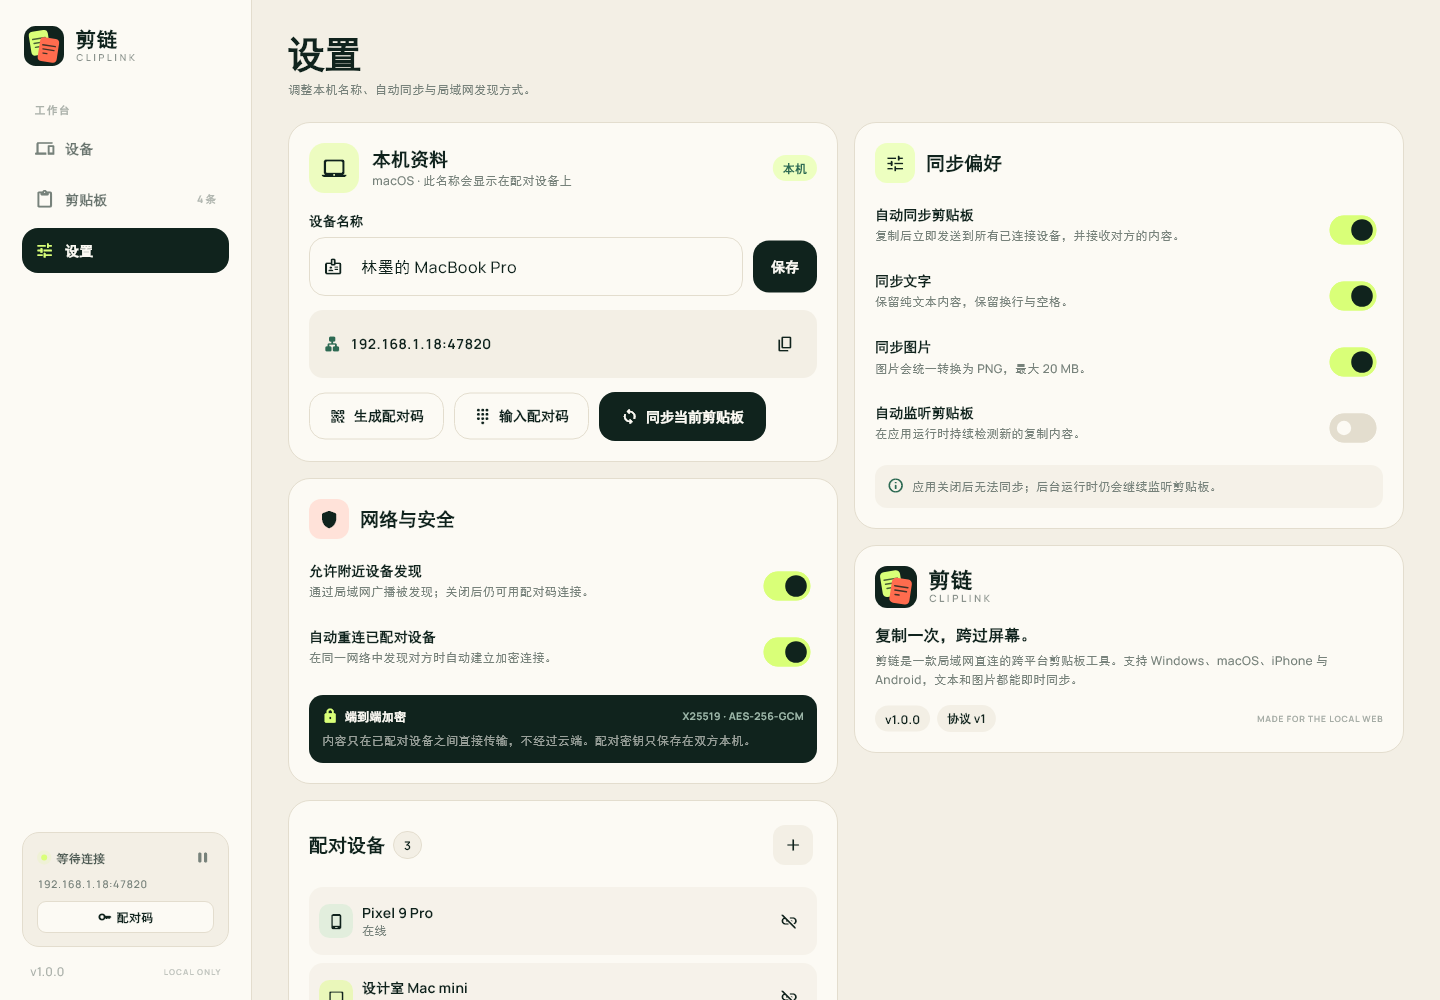 剪链
CLIPLINK
工作台
设备
剪贴板
4条
设置
等待连接
192.168.1.18:47820
配对码
v1.0.0
LOCAL ONLY
设置
调整本机名称、自动同步与局域网发现方式。
本机资料
macOS · 此名称会显示在配对设备上
本机
设备名称
林墨的 MacBook Pro
保存
192.168.1.18:47820
生成配对码
输入配对码
同步当前剪贴板
网络与安全
允许附近设备发现
通过局域网广播被发现；关闭后仍可用配对码连接。
自动重连已配对设备
在同一网络中发现对方时自动建立加密连接。
端到端加密
X25519 · AES-256-GCM
内容只在已配对设备之间直接传输，不经过云端。配对密钥只保存在双方本机。
配对设备
3
Pixel 9 Pro
在线
设计室 Mac mini
同步偏好
自动同步剪贴板
复制后立即发送到所有已连接设备，并接收对方的内容。
同步文字
保留纯文本内容，保留换行与空格。
同步图片
图片会统一转换为 PNG，最大 20 MB。
自动监听剪贴板
在应用运行时持续检测新的复制内容。
应用关闭后无法同步；后台运行时仍会继续监听剪贴板。
剪链
CLIPLINK
复制一次，跨过屏幕。
剪链是一款局域网直连的跨平台剪贴板工具。支持 Windows、macOS、iPhone 与
Android，文本和图片都能即时同步。
v1.0.0
协议 v1
MADE FOR THE LOCAL WEB